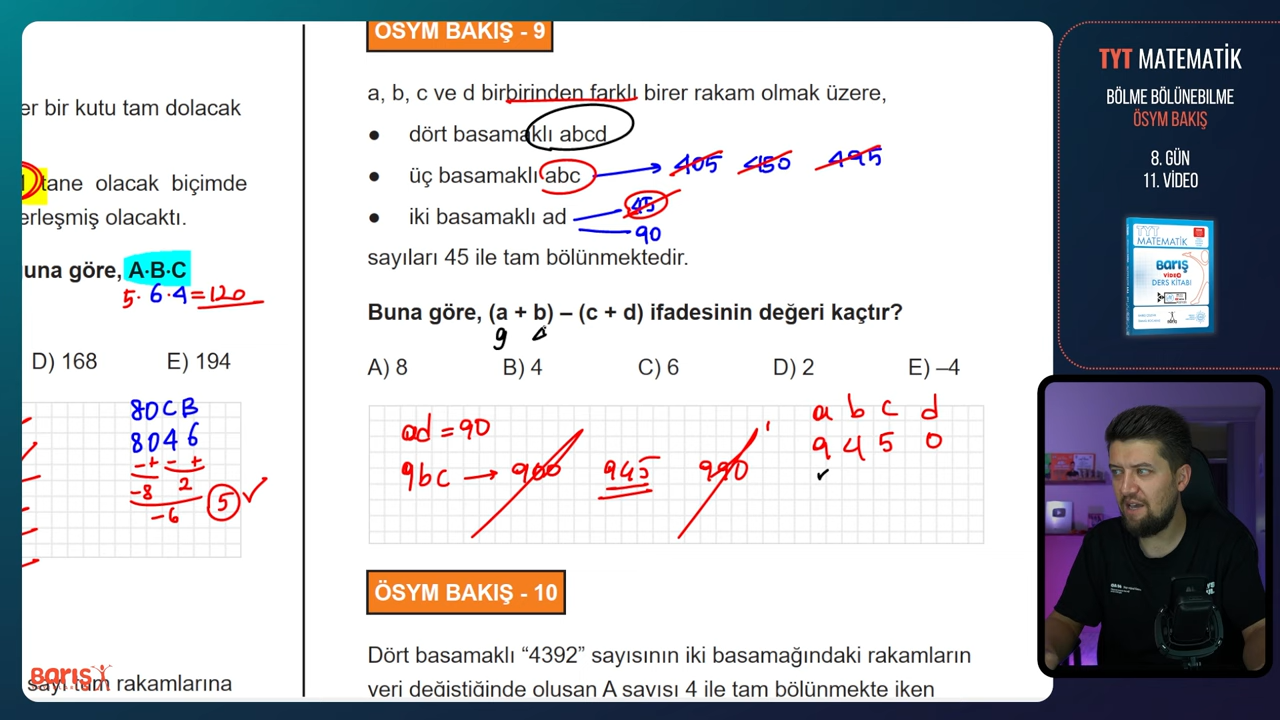 er bir kutu tam dolacak
tane olacak biçimde
erleşmiş olacaktı.
una göre, A·B·C
5·6·4=120
D) 168 E) 194
80CB
8046
-+ -+
-8 2
-6 5 ✓
sayı tüm rakamlarına
BARIŞ
ÖSYM BAKIŞ - 9
a, b, c ve d birbirinden farklı birer rakam olmak üzere,
● dört basamaklı abcd
● üç basamaklı abc → 405 450 495
● iki basamaklı ad 45
90
sayıları 45 ile tam bölünmektedir.
Buna göre, (a + b) – (c + d) ifadesinin değeri kaçtır?
9 4
A) 8 B) 4 C) 6 D) 2 E) –4
ad = 90
9bc → 900 945 990
a b c d
9 4 5 0
✓
ÖSYM BAKIŞ - 10
Dört basamaklı “4392” sayısının iki basamağındaki rakamların
yeri değiştiğinde oluşan A sayısı 4 ile tam bölünmekte iken
TYT MATEMATİK
BÖLME BÖLÜNEBİLME
ÖSYM BAKIŞ
8. GÜN
11. VİDEO
TYT
MATEMATİK
BARIŞ
VİDEO
DERS KİTABI